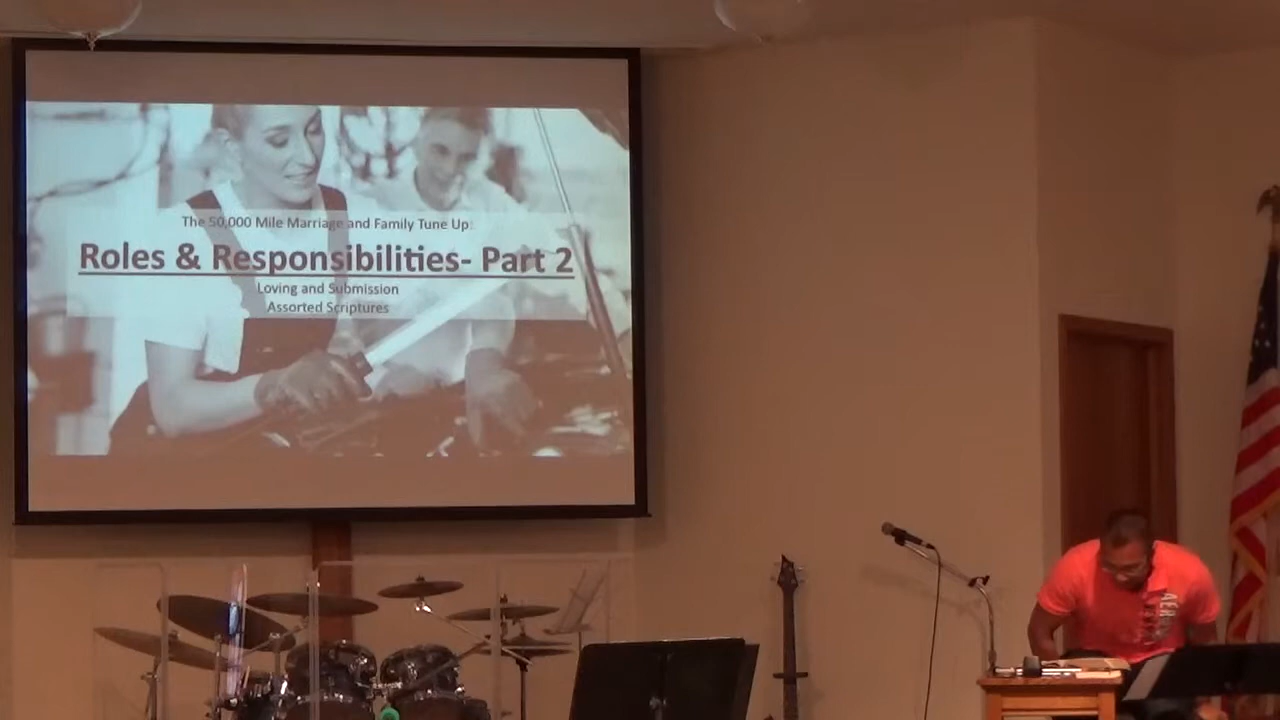 The 50,000 Mile Marriage and Family Tune Up:
Roles & Responsibilities- Part 2
Loving and Submission
Assorted Scriptures